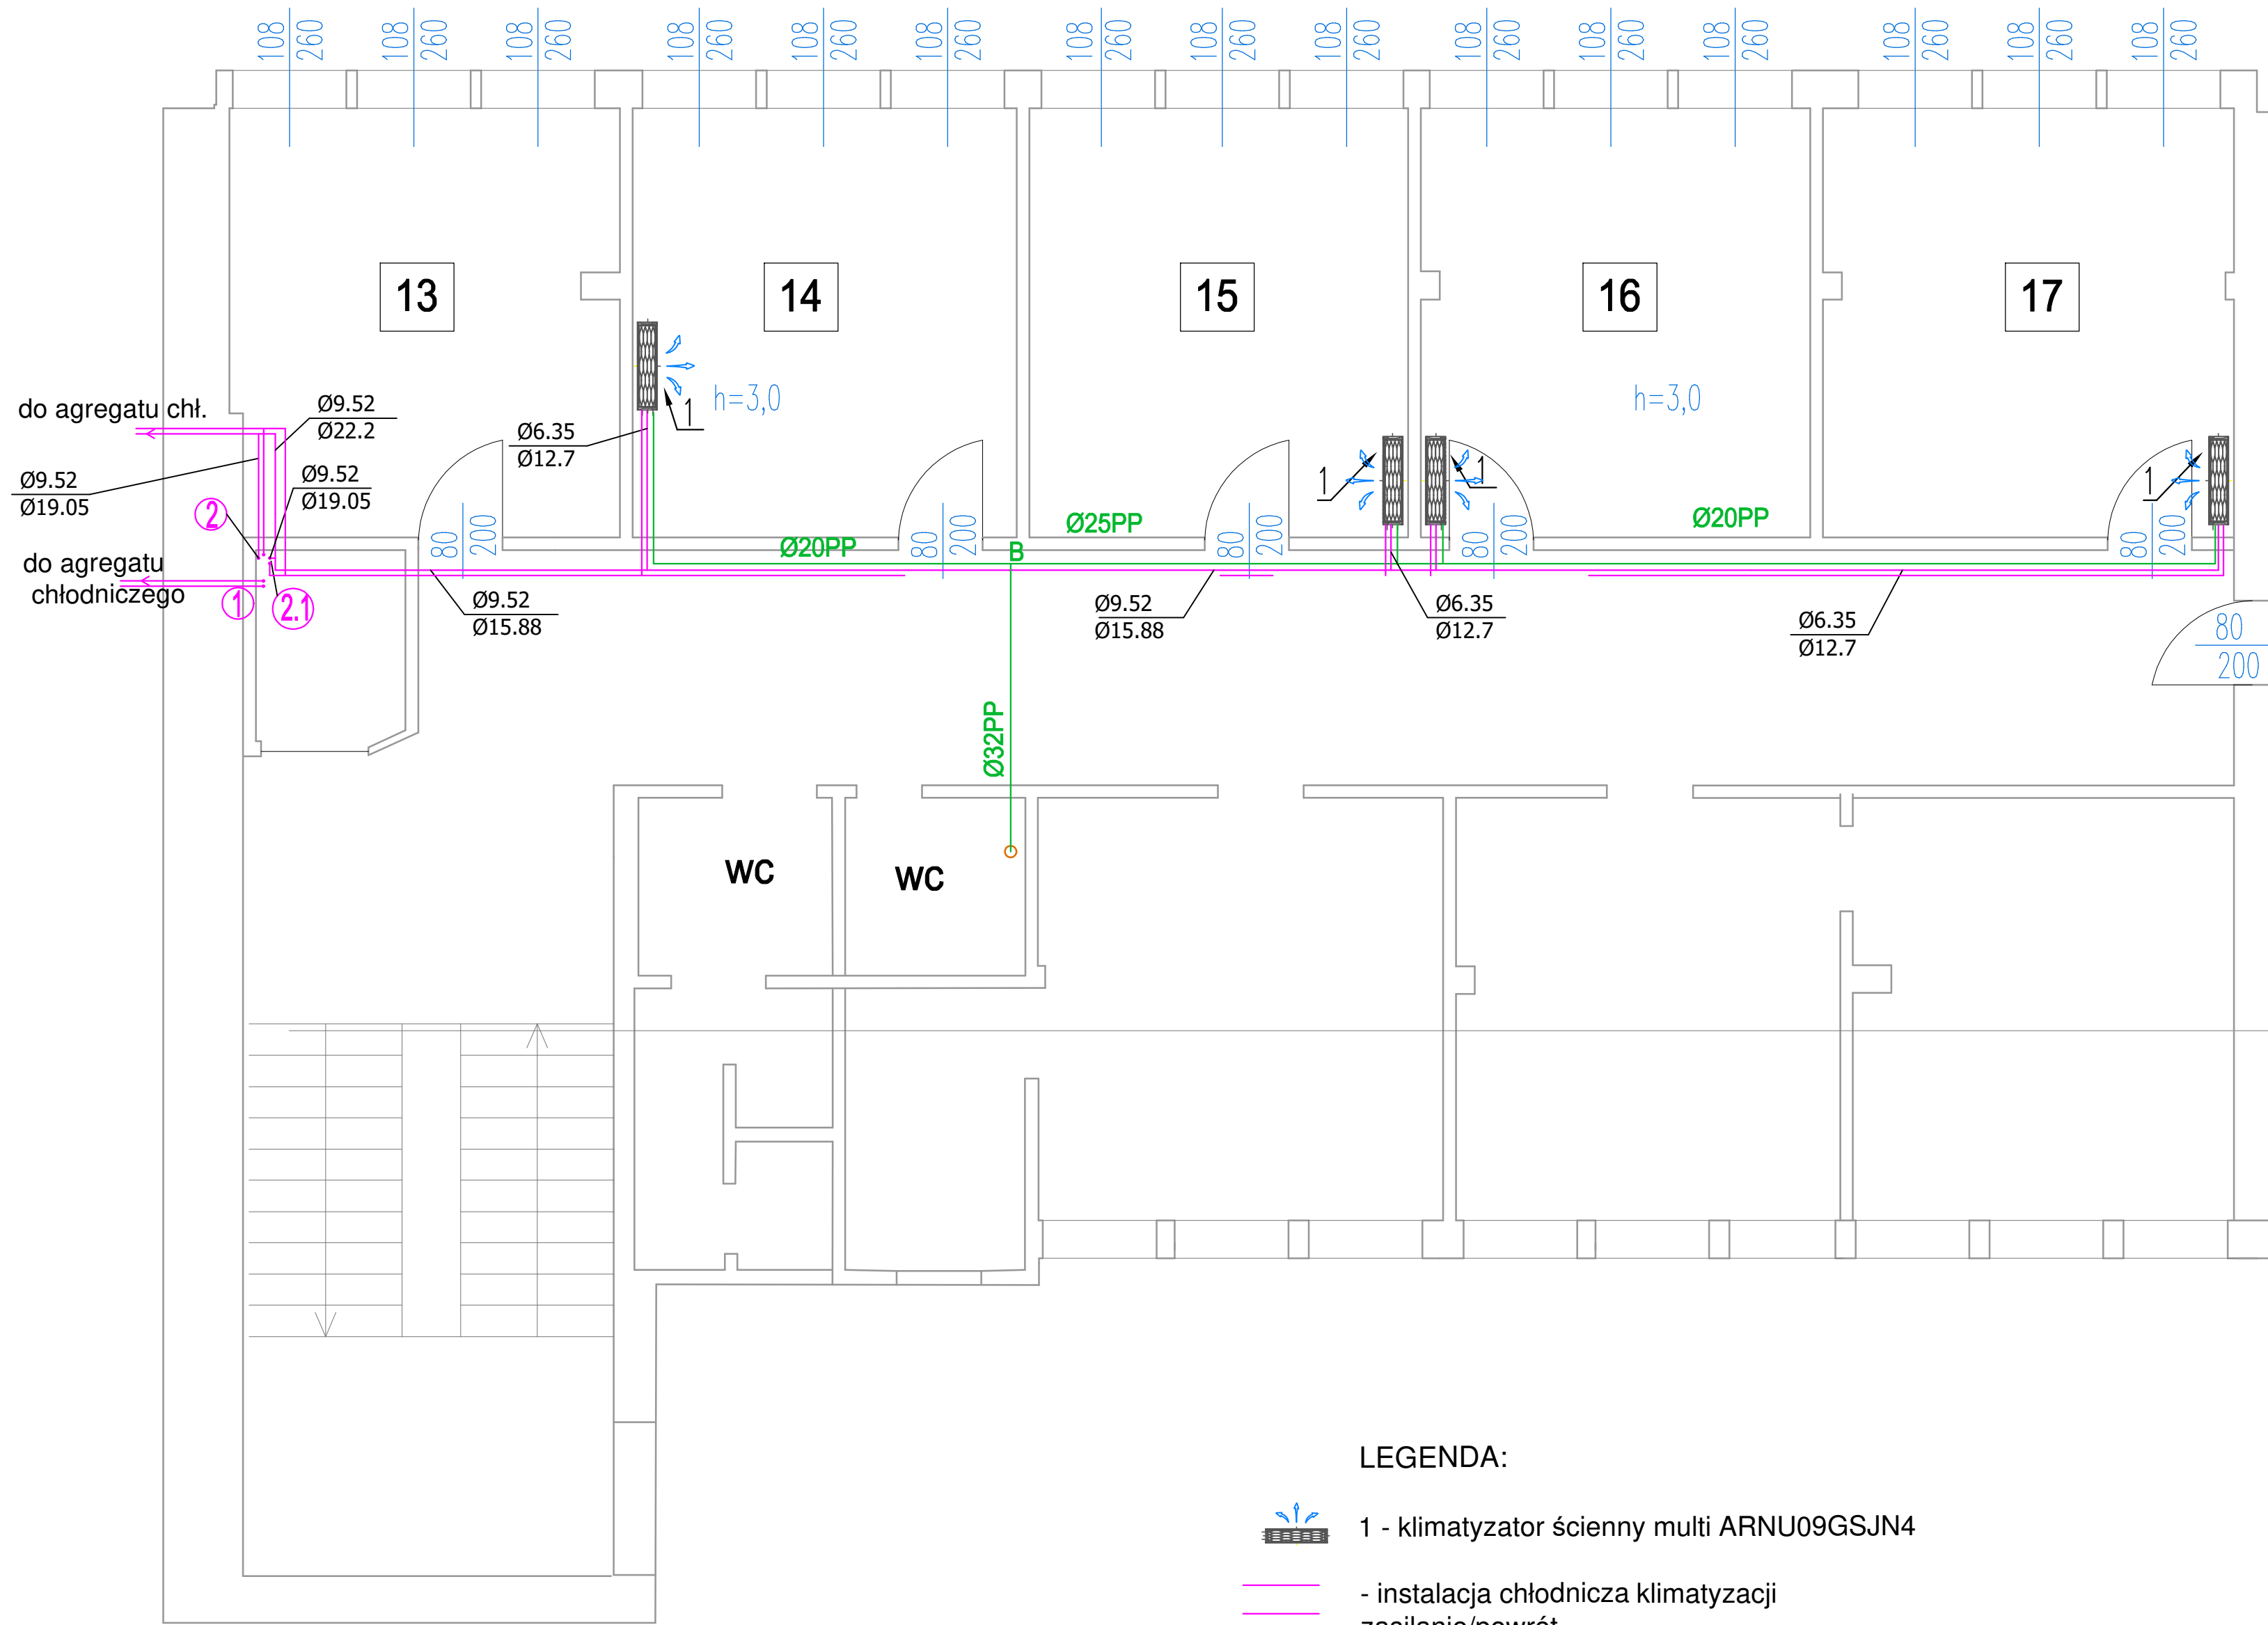 108 260 108 260 108 260 108 260 108 260 108 260 108 260 108 260 108 260 108 260 108 260 108 260 108 260 108 260 108 260
13 14 15 16 17
h=3,0 h=3,0
do agregatu chł.
Ø9.52
Ø22.2
Ø6.35
Ø12.7
1
1
1
1
Ø9.52
Ø19.05
Ø9.52
Ø19.05
2
80 200
Ø20PP
80 200
Ø25PP
80 200
80 200
Ø20PP
80 200
B
do agregatu
chłodniczego
1
2.1
Ø9.52
Ø15.88
Ø9.52
Ø15.88
Ø6.35
Ø12.7
Ø6.35
Ø12.7
80
200
Ø32PP
WC
WC
LEGENDA:
1 - klimatyzator ścienny multi ARNU09GSJN4
- instalacja chłodnicza klimatyzacji
zasilanie/powrót